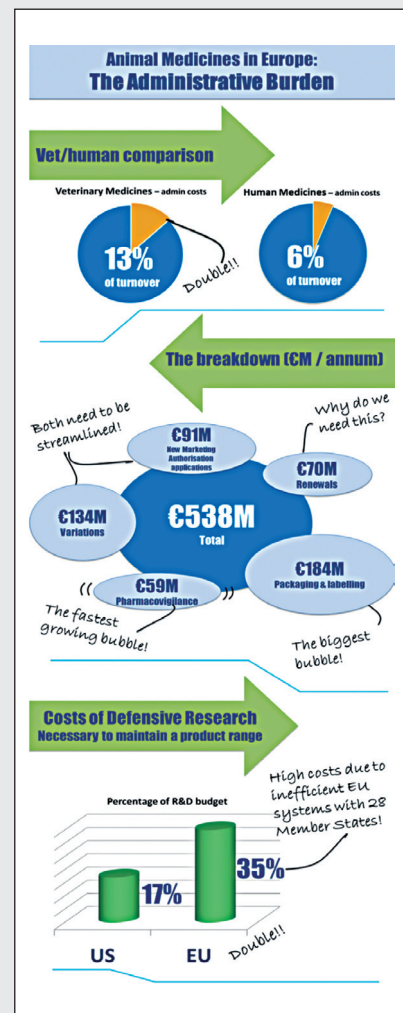 Animal Medicines in Europe:
The Administrative Burden
Vet/human comparison
Veterinary Medicines – admin costs
13%
of turnover
Double!!
Human Medicines – admin costs
6%
of turnover
The breakdown (€M / annum)
Both need to be
streamlined!
€91M
New Marketing
Authorisation
applications
Why do we
need this?
€70M
Renewals
€134M
Variations
€538M
Total
€184M
Packaging & labelling
€59M
Pharmacovigilance
The fastest
growing bubble!
The biggest
bubble!
Costs of Defensive Research
Necessary to maintain a product range
High costs due to
inefficient EU
systems with 28
Member States!
Percentage of R&D budget
17%
35%
US
EU
Double!!